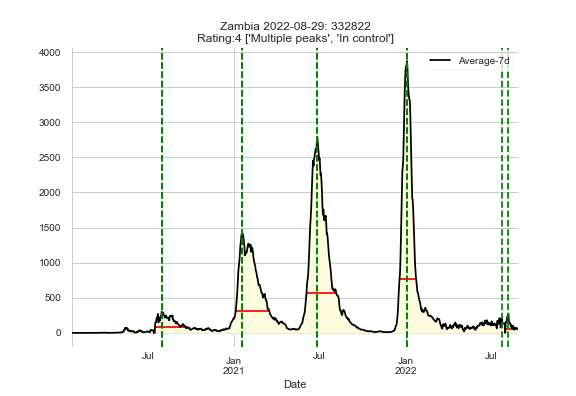 Zambia 2022-08-29: 332822
Rating:4 ['Multiple peaks', 'In control']
Average-7d
4000
3500
3000
2500
2000
1500
1000
500
0
Jul
Jan
2021
Jul
Jan
2022
Jul
Date